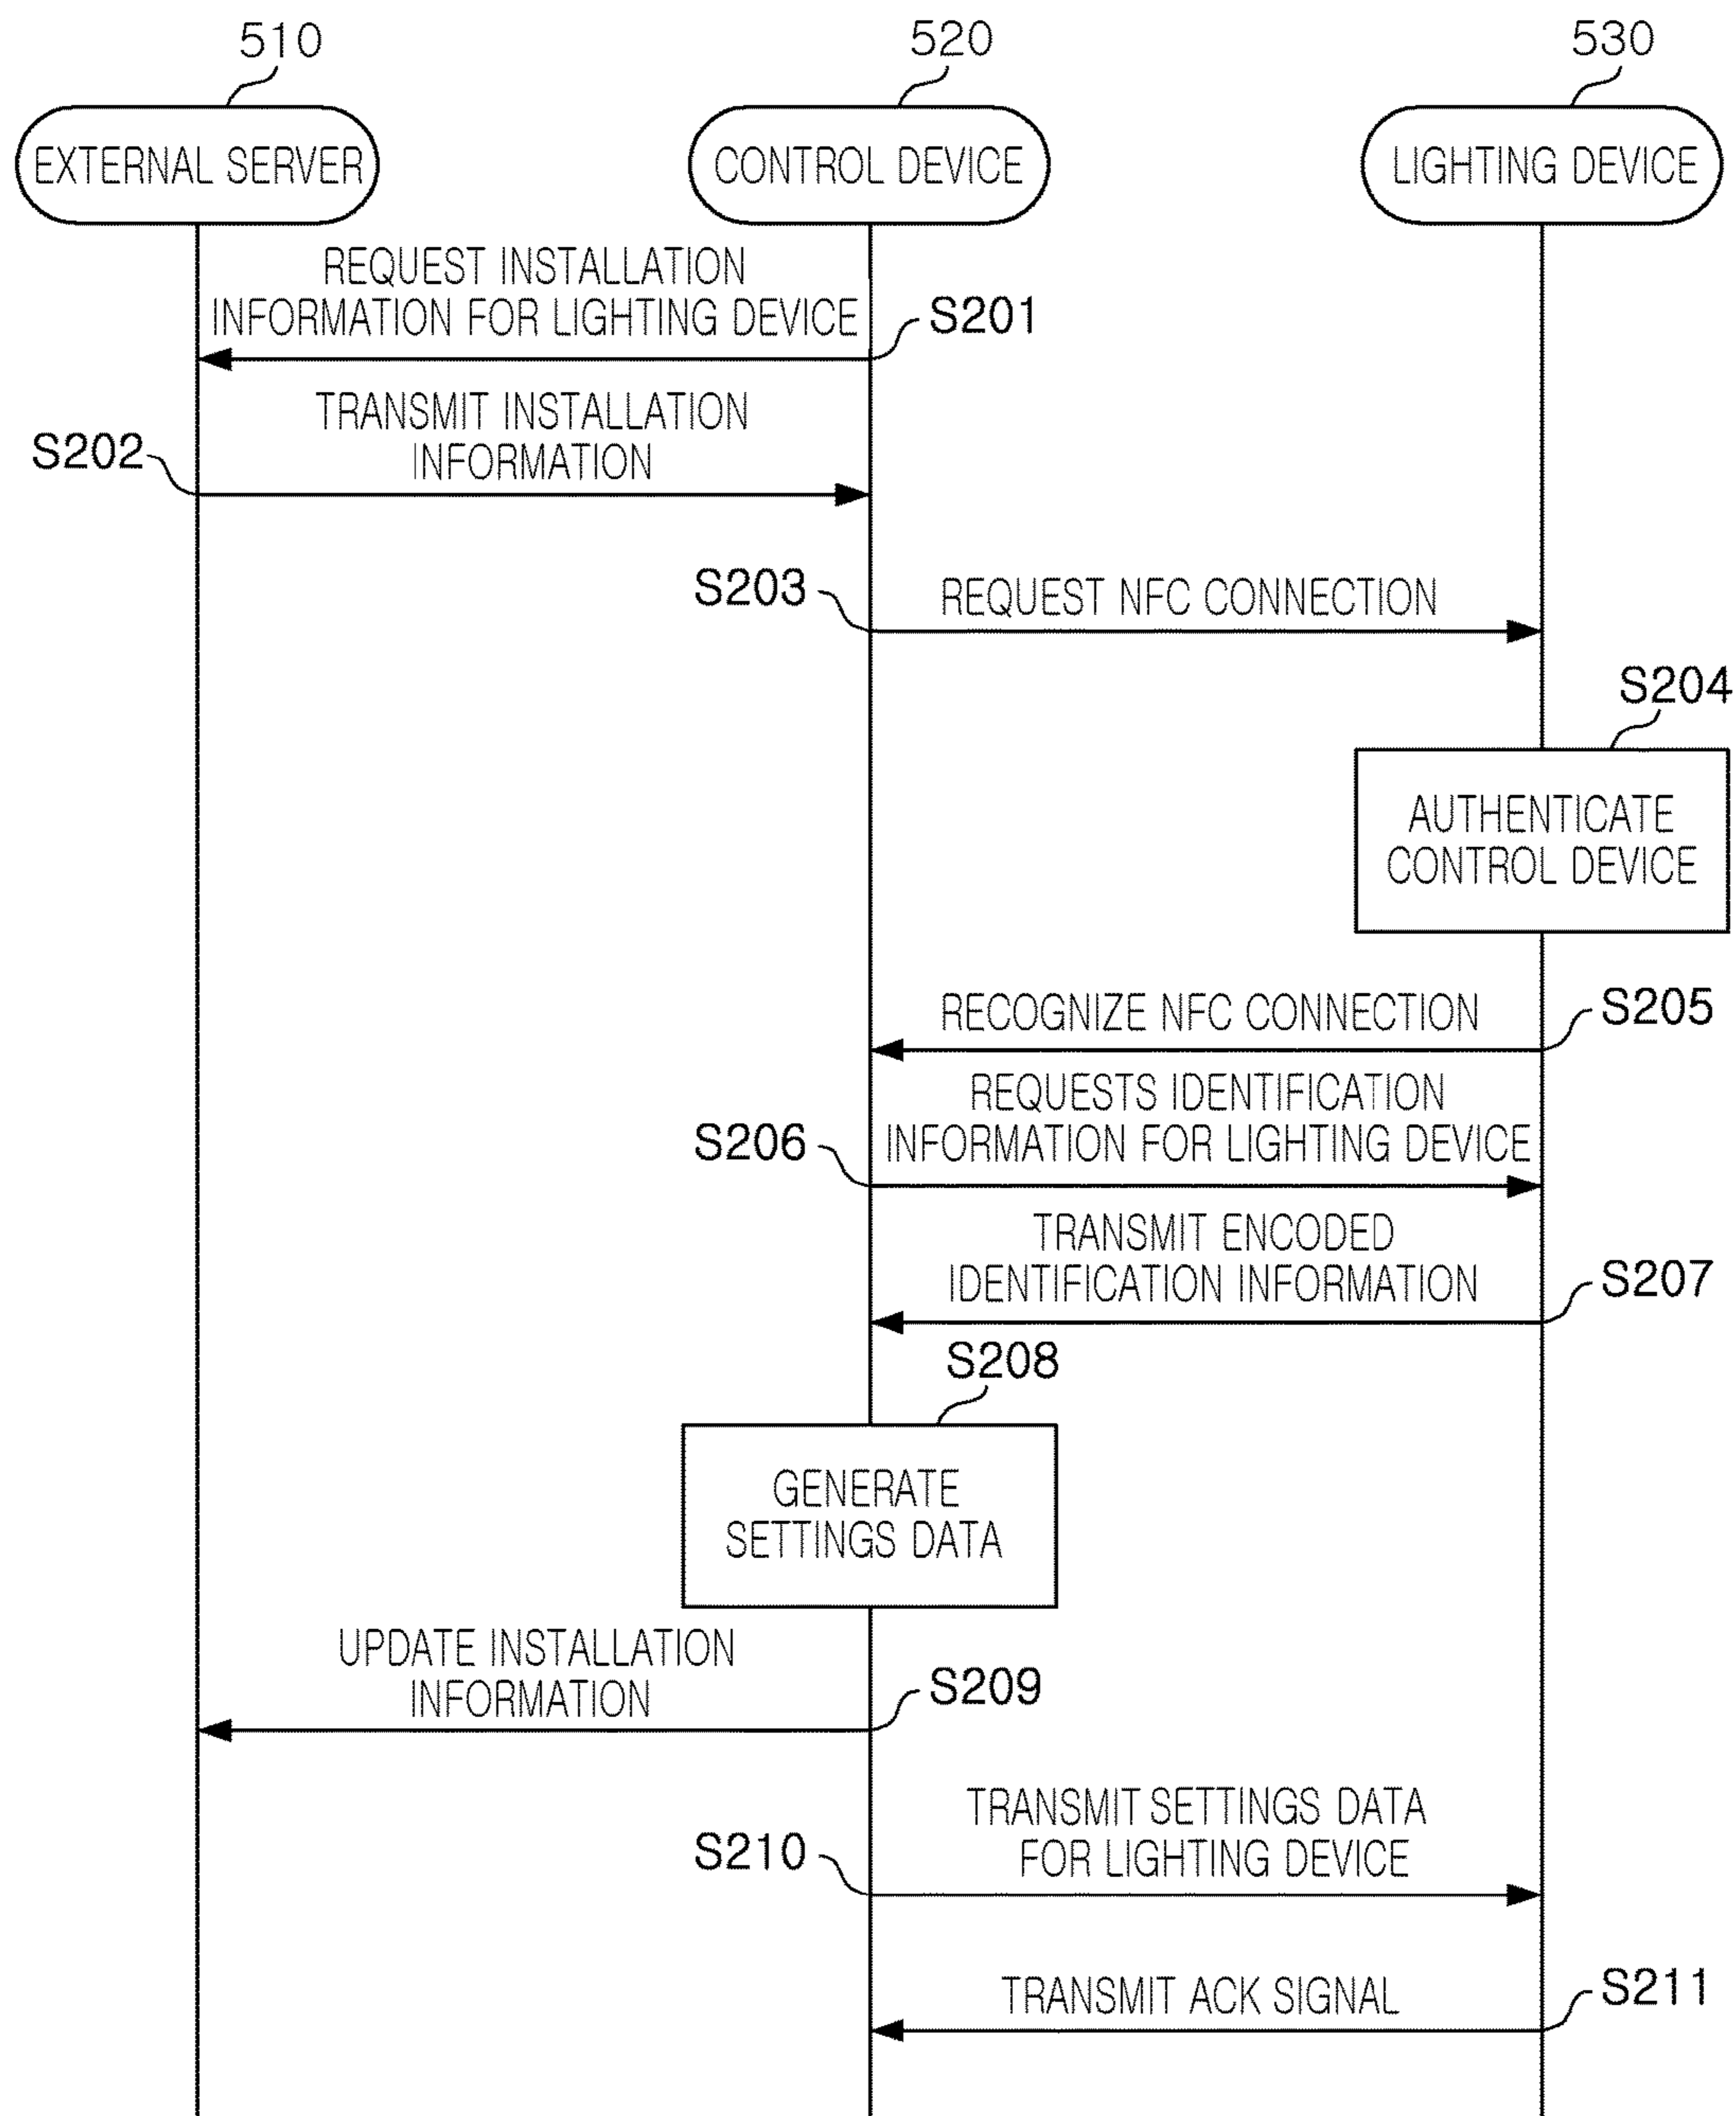 510
520
530
EXTERNAL SERVER
CONTROL DEVICE
LIGHTING DEVICE
REQUEST INSTALLATION
INFORMATION FOR LIGHTING DEVICE
S201
TRANSMIT INSTALLATION
INFORMATION
S202
S203
REQUEST NFC CONNECTION
S204
AUTHENTICATE
CONTROL DEVICE
RECOGNIZE NFC CONNECTION
S205
REQUESTS IDENTIFICATION
INFORMATION FOR LIGHTING DEVICE
S206
TRANSMIT ENCODED
IDENTIFICATION INFORMATION
S207
S208
GENERATE
SETTINGS DATA
UPDATE INSTALLATION
INFORMATION
S209
TRANSMIT SETTINGS DATA
FOR LIGHTING DEVICE
S210
TRANSMIT ACK SIGNAL
S211